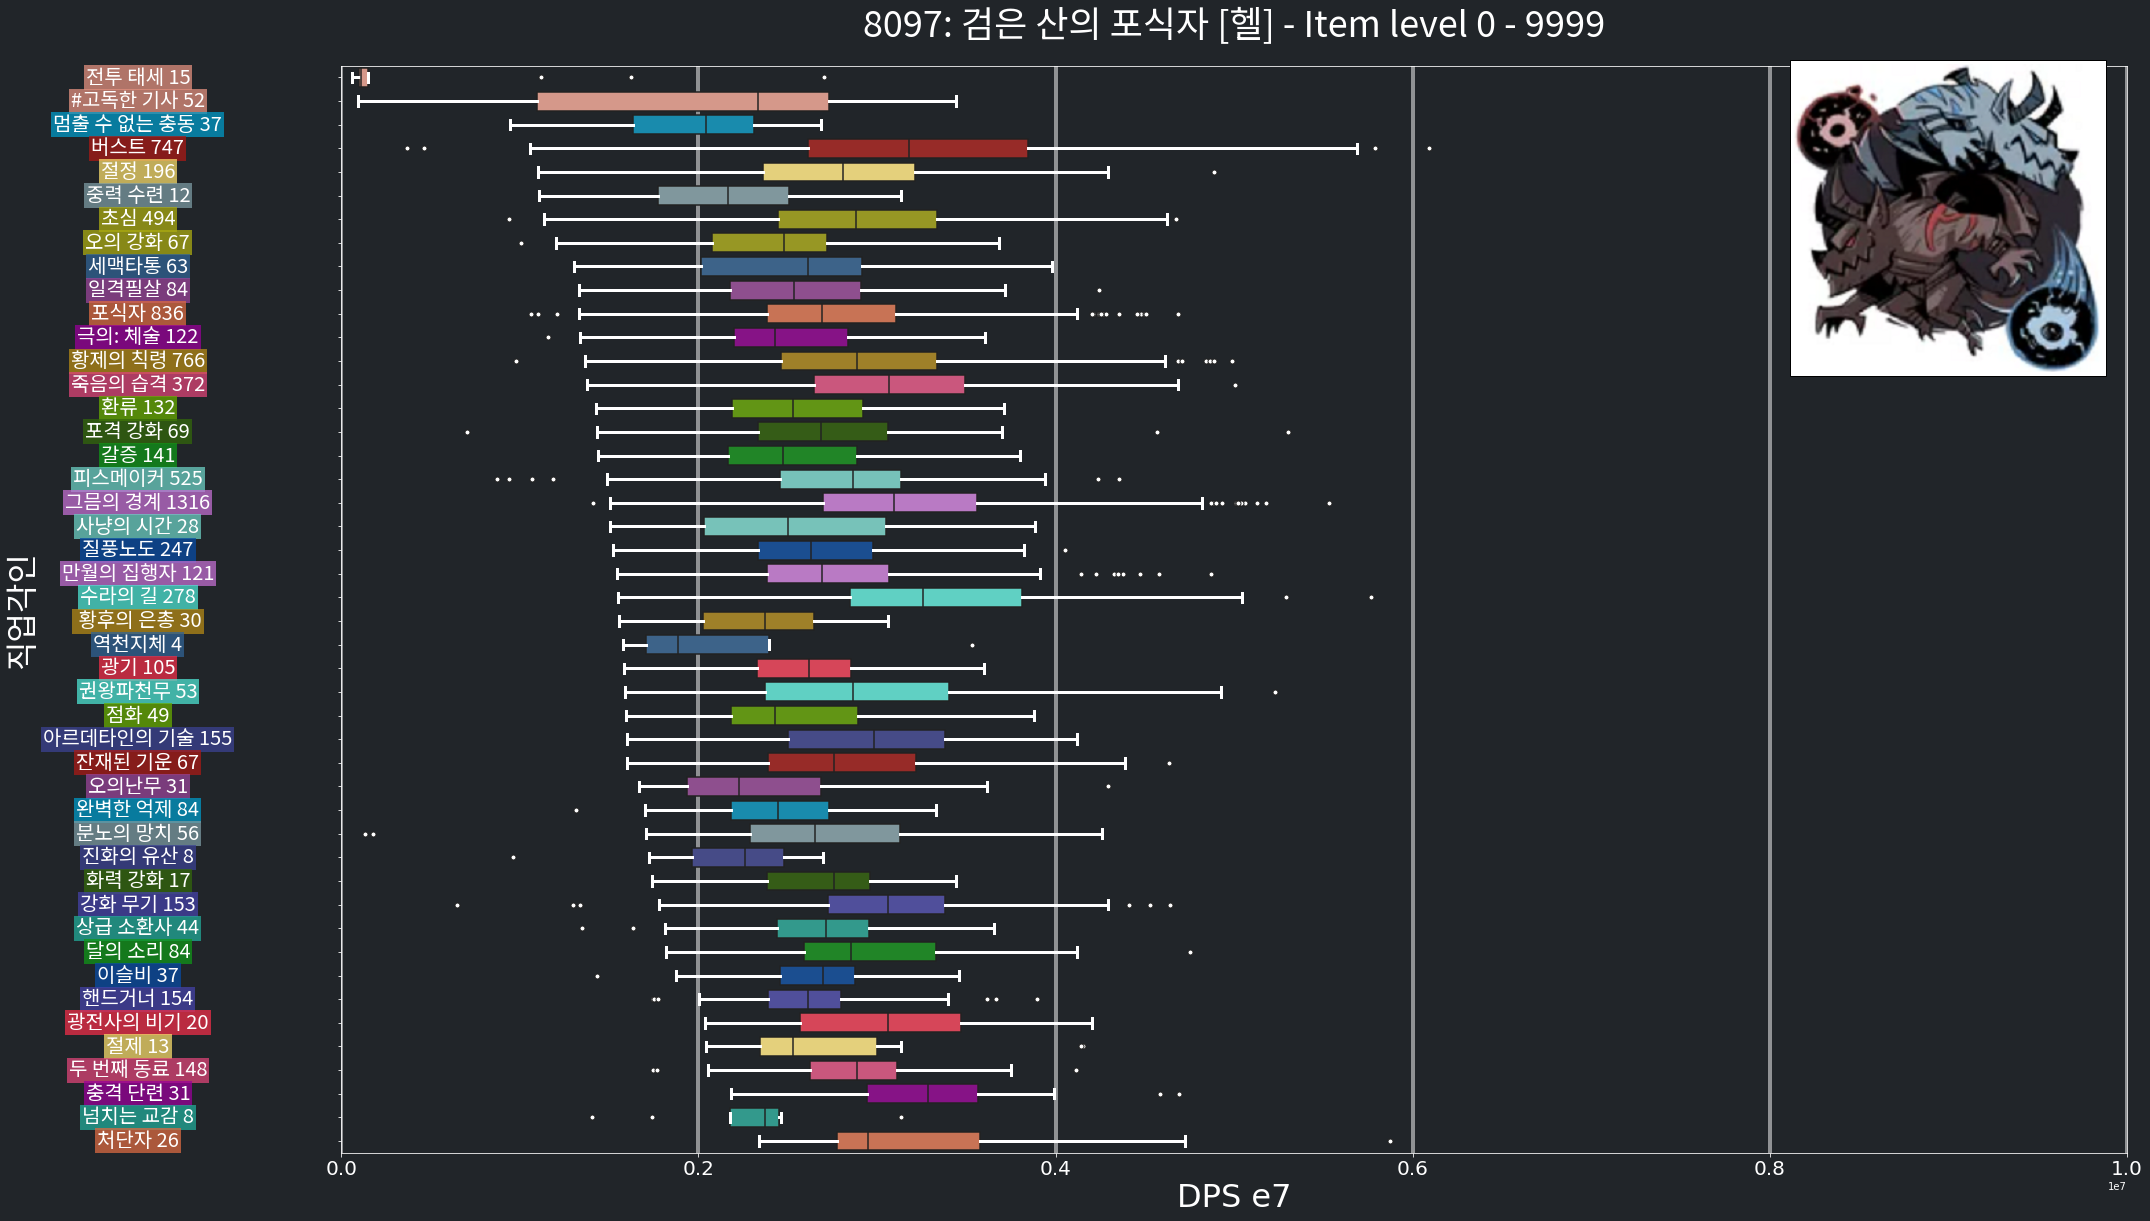 8097: 검은 산의 포식자 [헬] - Item level 0 - 9999
직업각인
전투 태세 15
#고독한 기사 52
멈출 수 없는 충동 37
버스트 747
절정 196
중력 수련 12
초심 494
오의 강화 67
세맥타통 63
일격필살 84
포식자 836
극의: 체술 122
황제의 칙령 766
죽음의 습격 372
환류 132
포격 강화 69
갈증 141
피스메이커 525
그믐의 경계 1316
사냥의 시간 28
질풍노도 247
만월의 집행자 121
수라의 길 278
황후의 은총 30
역천지체 4
광기 105
권왕파천무 53
점화 49
아르데타인의 기술 155
잔재된 기운 67
오의난무 31
완벽한 억제 84
분노의 망치 56
진화의 유산 8
화력 강화 17
강화 무기 153
상급 소환사 44
달의 소리 84
이슬비 37
핸드거너 154
광전사의 비기 20
절제 13
두 번째 동료 148
충격 단련 31
넘치는 교감 8
처단자 26
0.0 0.2 0.4 0.6 0.8 1.0
1e7
DPS e7